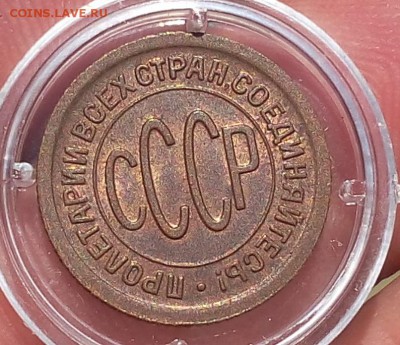 COINS.LAVE.RU
ПРОЛЕТАРИИ ВСЕХ СТРАН, СОЕДИНЯЙТЕСЬ! •
СССР